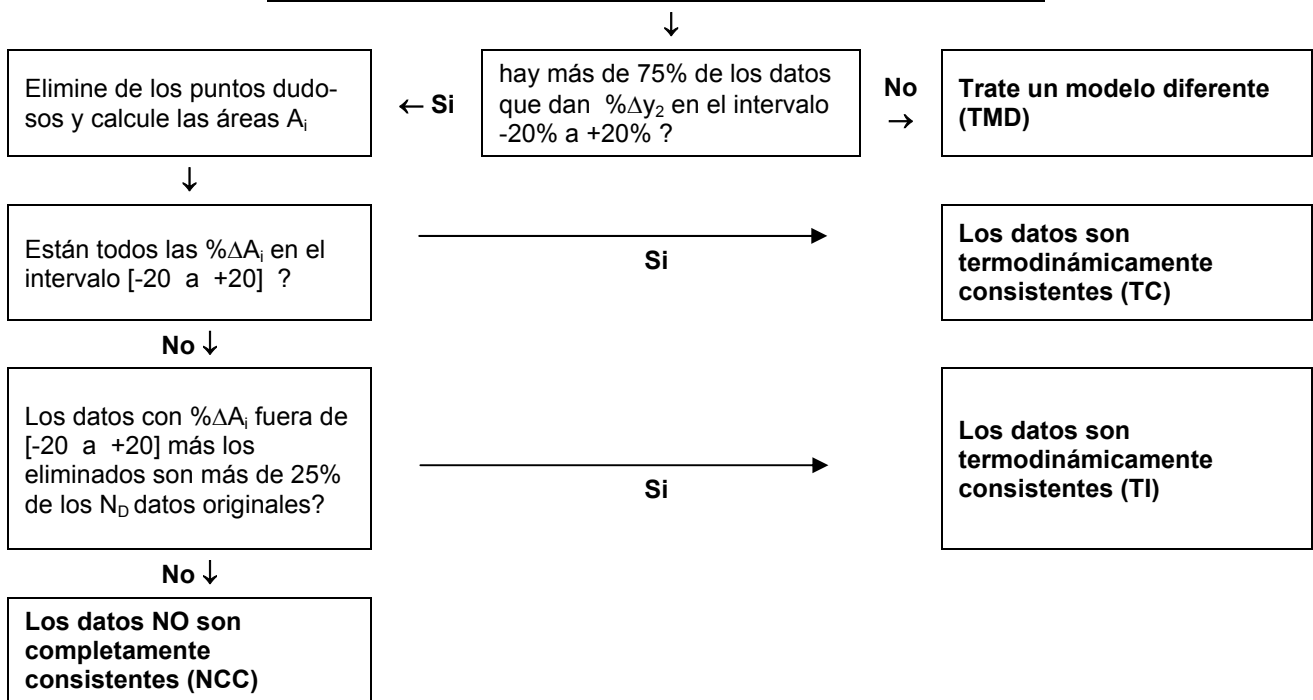 ↓
Elimine de los puntos dudo-
sos y calcule las áreas Aᵢ
← Si
hay más de 75% de los datos
que dan %Δy₂ en el intervalo
-20% a +20% ?
No
→
Trate un modelo diferente
(TMD)
↓
Están todos las %ΔAᵢ en el
intervalo [-20 a +20] ?
Si
Los datos son
termodinámicamente
consistentes (TC)
No ↓
Los datos con %ΔAᵢ fuera de
[-20 a +20] más los
eliminados son más de 25%
de los N_D datos originales?
Si
Los datos son
termodinámicamente
consistentes (TI)
No ↓
Los datos NO son
completamente
consistentes (NCC)